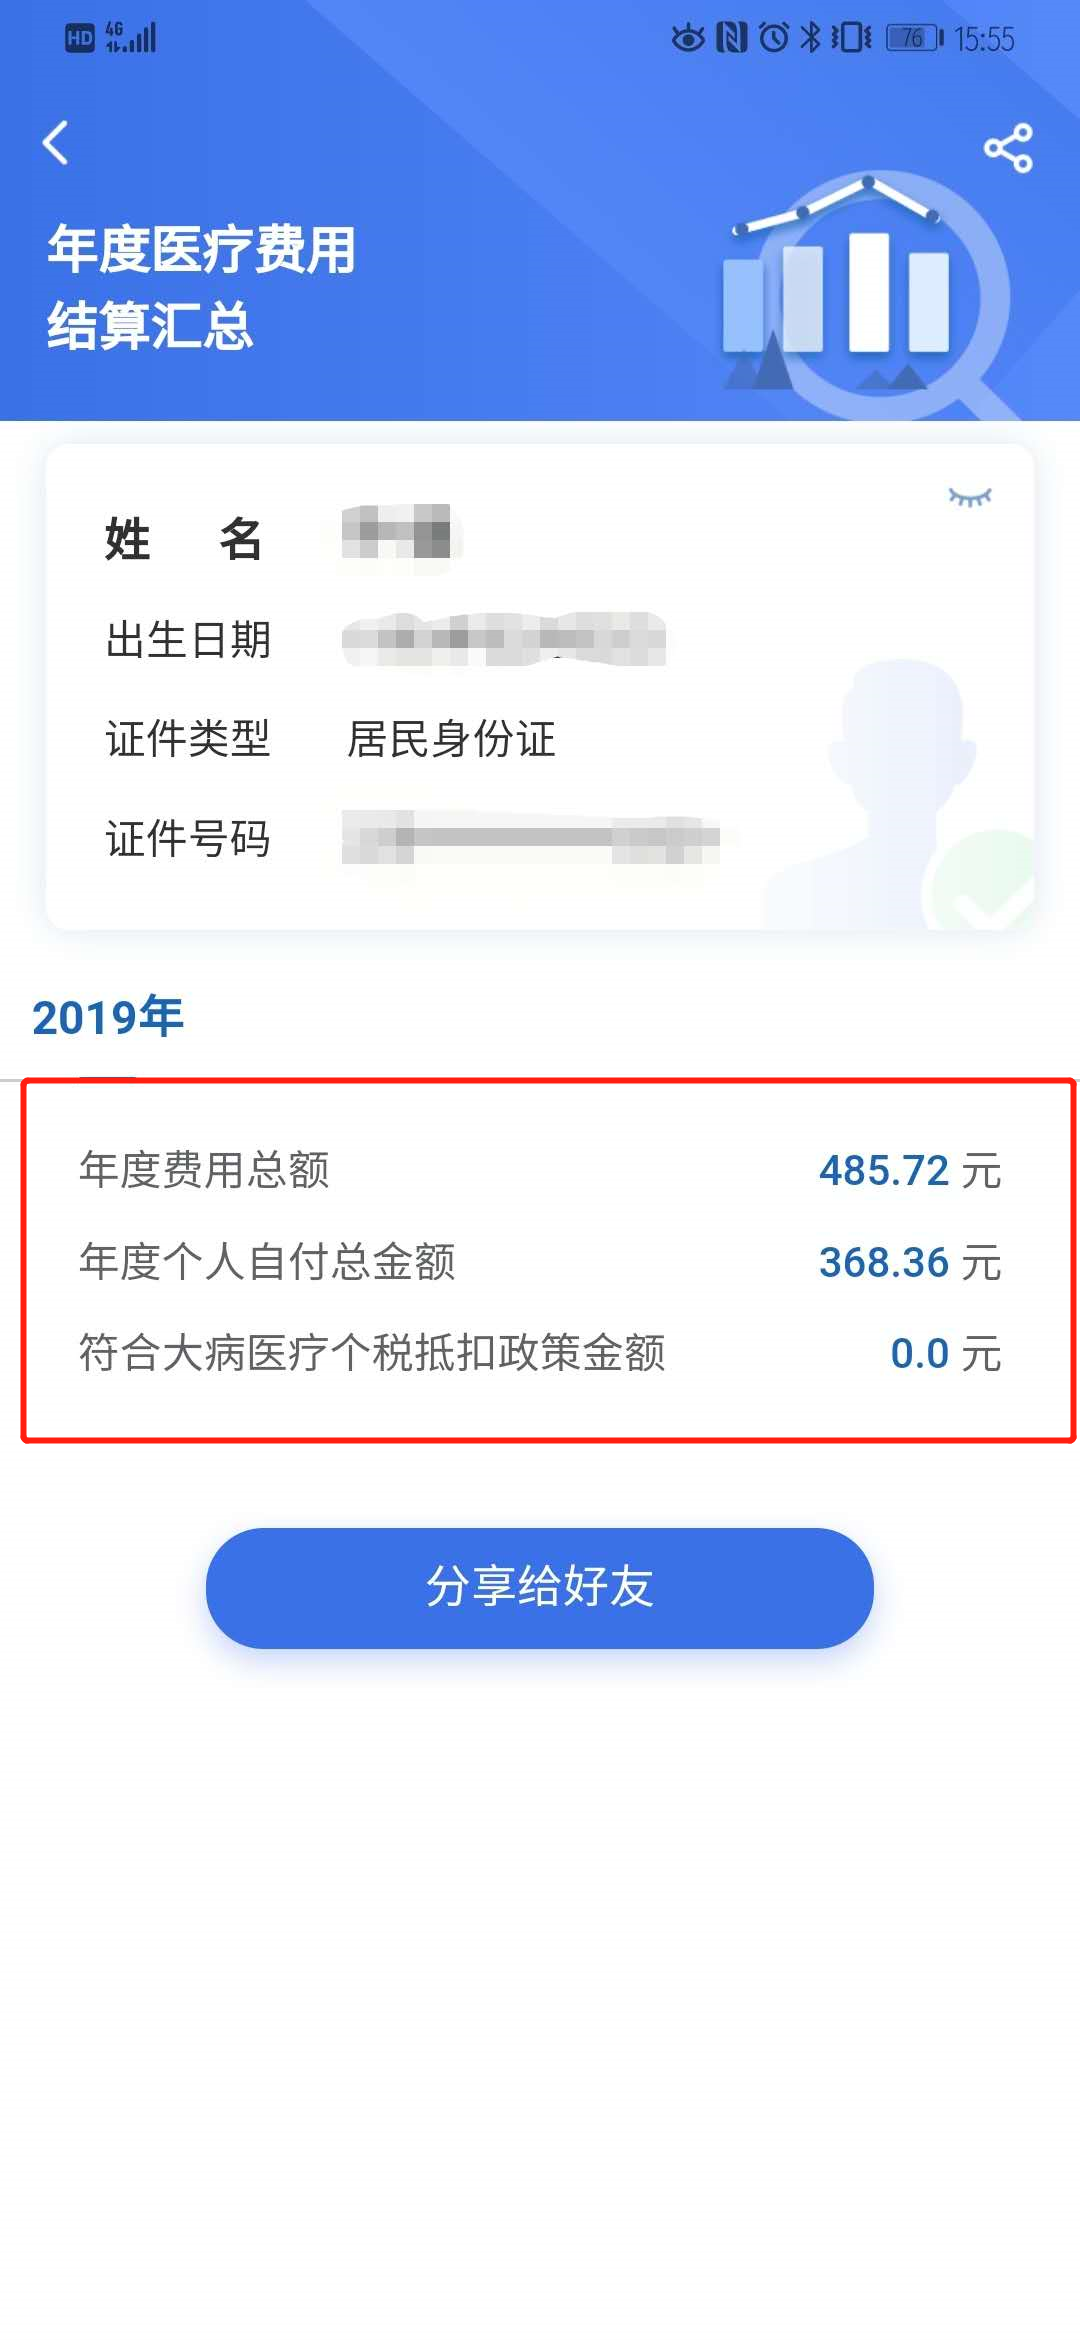 HD 4G 76 15:55
年度医疗费用
结算汇总
姓 名
出生日期
证件类型 居民身份证
证件号码
2019年
年度费用总额 485.72 元
年度个人自付总金额 368.36 元
符合大病医疗个税抵扣政策金额 0.0 元
分享给好友